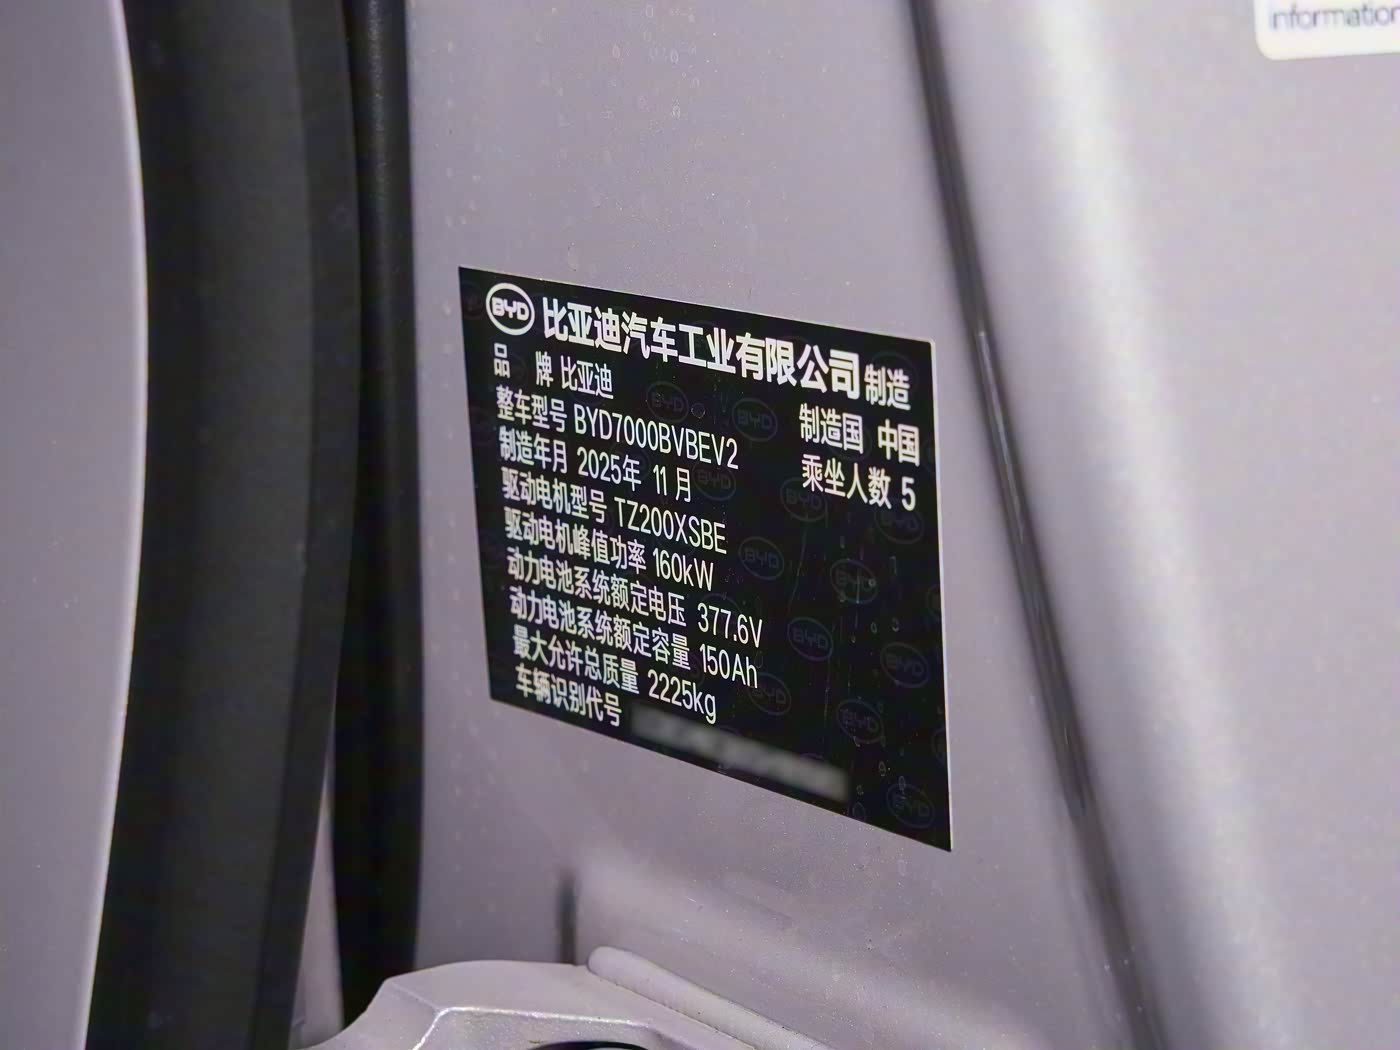 information
BYD 比亚迪汽车工业有限公司 制造
品 牌 比亚迪
制造国 中国
整车型号 BYD7000BVBEV2
乘坐人数 5
制造年月 2025年 11月
驱动电机型号 TZ200XSBE
驱动电机峰值功率 160kW
动力电池系统额定电压 377.6V
动力电池系统额定容量 150Ah
最大允许总质量 2225kg
车辆识别代号